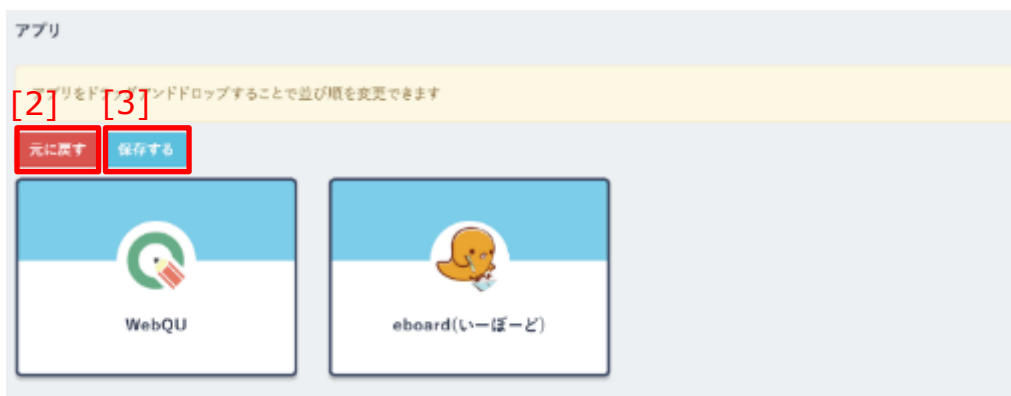 アプリ
アプリをドラッグアンドドロップすることで並び順を変更できます
[2] [3]
元に戻す 保存する
WebQU eboard(いーぼーど)